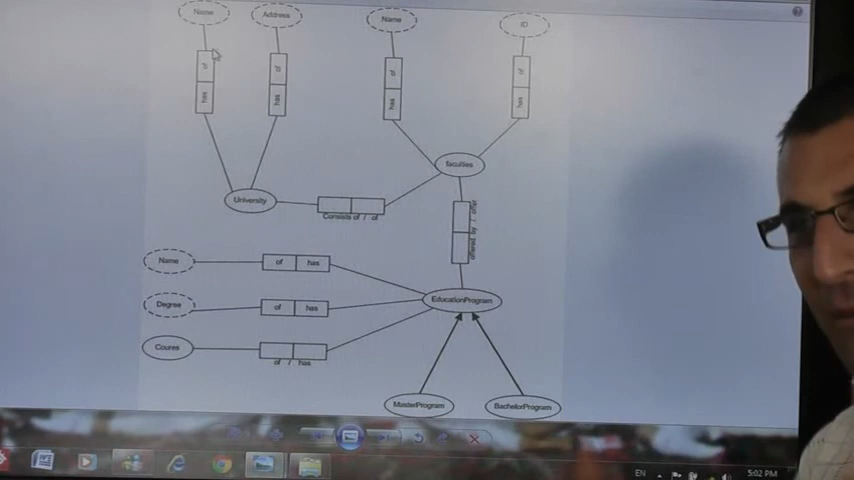 Name
Address
Name
ID
of
has
of
has
of
has
of
has
faculties
University
Consists of / of
offered by / offer
Name
of
has
EducationProgram
Degree
of
has
Coures
of / has
MasterProgram
BachelorProgram
EN
5:02 PM